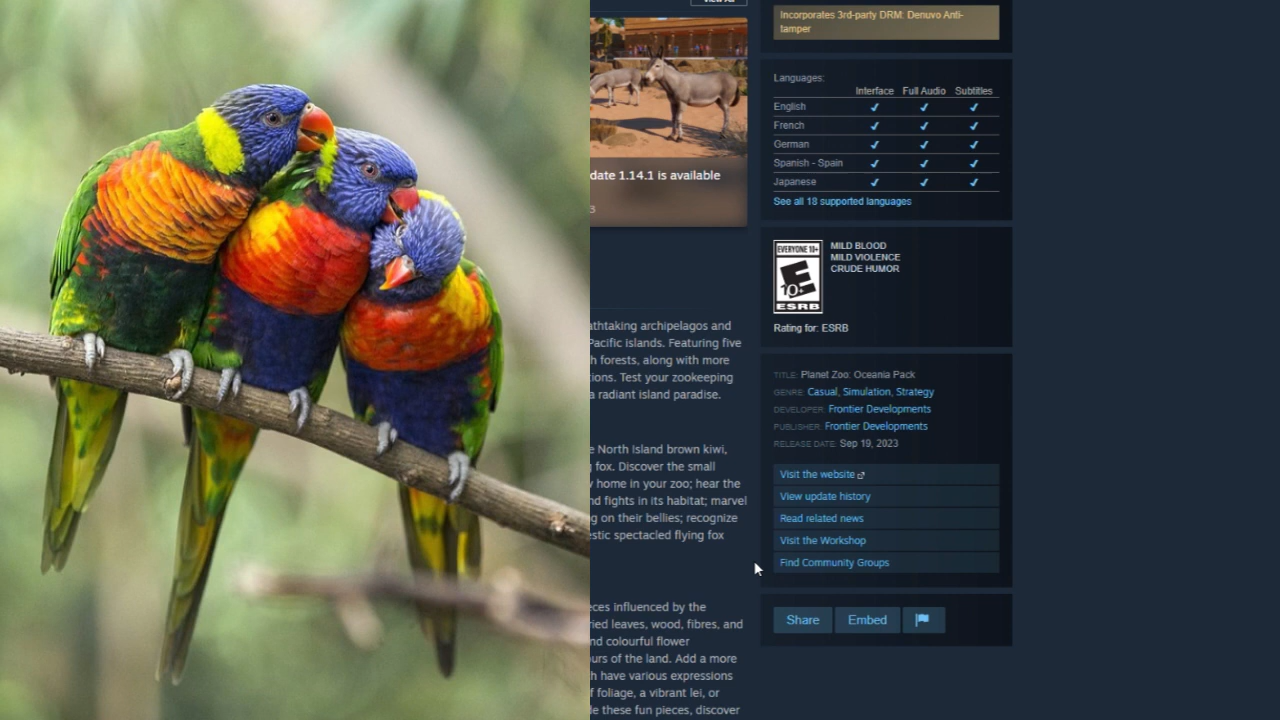 View All
date 1.14.1 is available
3
athtaking archipelagos and
Pacific islands. Featuring five
h forests, along with more
ions. Test your zookeeping
a radiant island paradise.
e North Island brown kiwi,
g fox. Discover the small
y home in your zoo; hear the
nd fights in its habitat; marvel
g on their bellies; recognize
estic spectacled flying fox
eces influenced by the
ried leaves, wood, fibres, and
nd colourful flower
urs of the land. Add a more
h have various expressions
f foliage, a vibrant lei, or
le these fun pieces, discover
Incorporates 3rd-party DRM: Denuvo Anti-
tamper
Languages:
Interface Full Audio Subtitles
English ✔ ✔ ✔
French ✔ ✔ ✔
German ✔ ✔ ✔
Spanish - Spain ✔ ✔ ✔
Japanese ✔ ✔ ✔
See all 18 supported languages
EVERYONE 10+
E
10+
ESRB
MILD BLOOD
MILD VIOLENCE
CRUDE HUMOR
Rating for: ESRB
TITLE: Planet Zoo: Oceania Pack
GENRE: Casual, Simulation, Strategy
DEVELOPER: Frontier Developments
PUBLISHER: Frontier Developments
RELEASE DATE: Sep 19, 2023
Visit the website
View update history
Read related news
Visit the Workshop
Find Community Groups
Share Embed